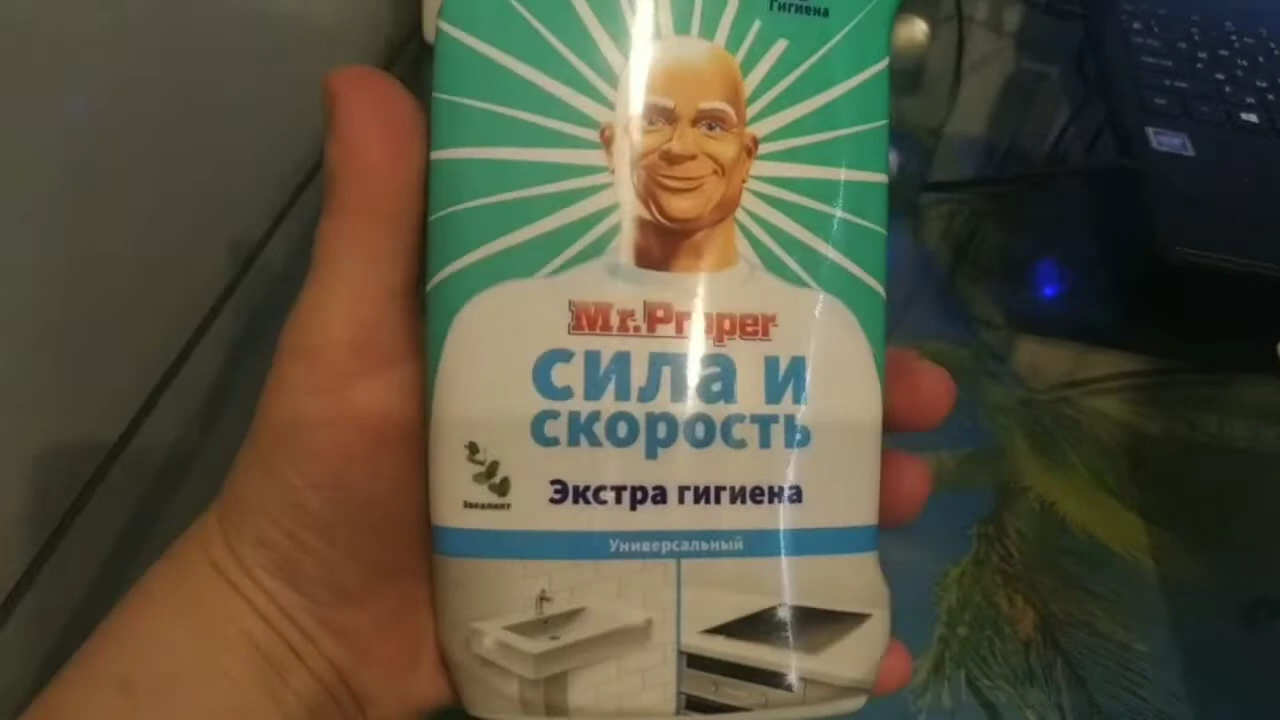 Гигиена
Mr.Proper
сила и
скорость
Эвкалипт
Экстра гигиена
Универсальный